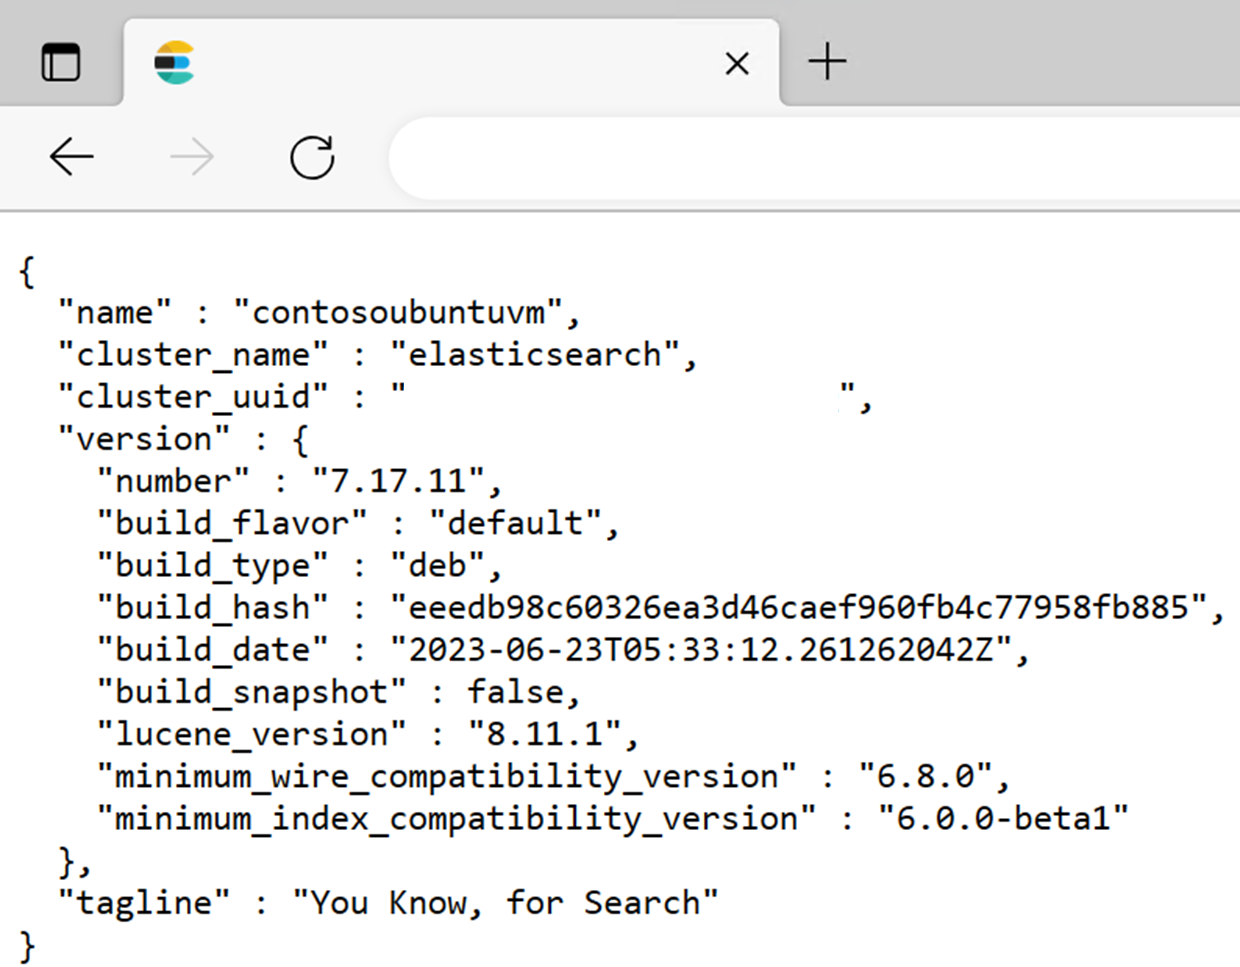 {
"name" : "contosoubuntuvm",
"cluster_name" : "elasticsearch",
"cluster_uuid" : " ",
"version" : {
"number" : "7.17.11",
"build_flavor" : "default",
"build_type" : "deb",
"build_hash" : "eeedb98c60326ea3d46caef960fb4c77958fb885",
"build_date" : "2023-06-23T05:33:12.261262042Z",
"build_snapshot" : false,
"lucene_version" : "8.11.1",
"minimum_wire_compatibility_version" : "6.8.0",
"minimum_index_compatibility_version" : "6.0.0-beta1"
},
"tagline" : "You Know, for Search"
}